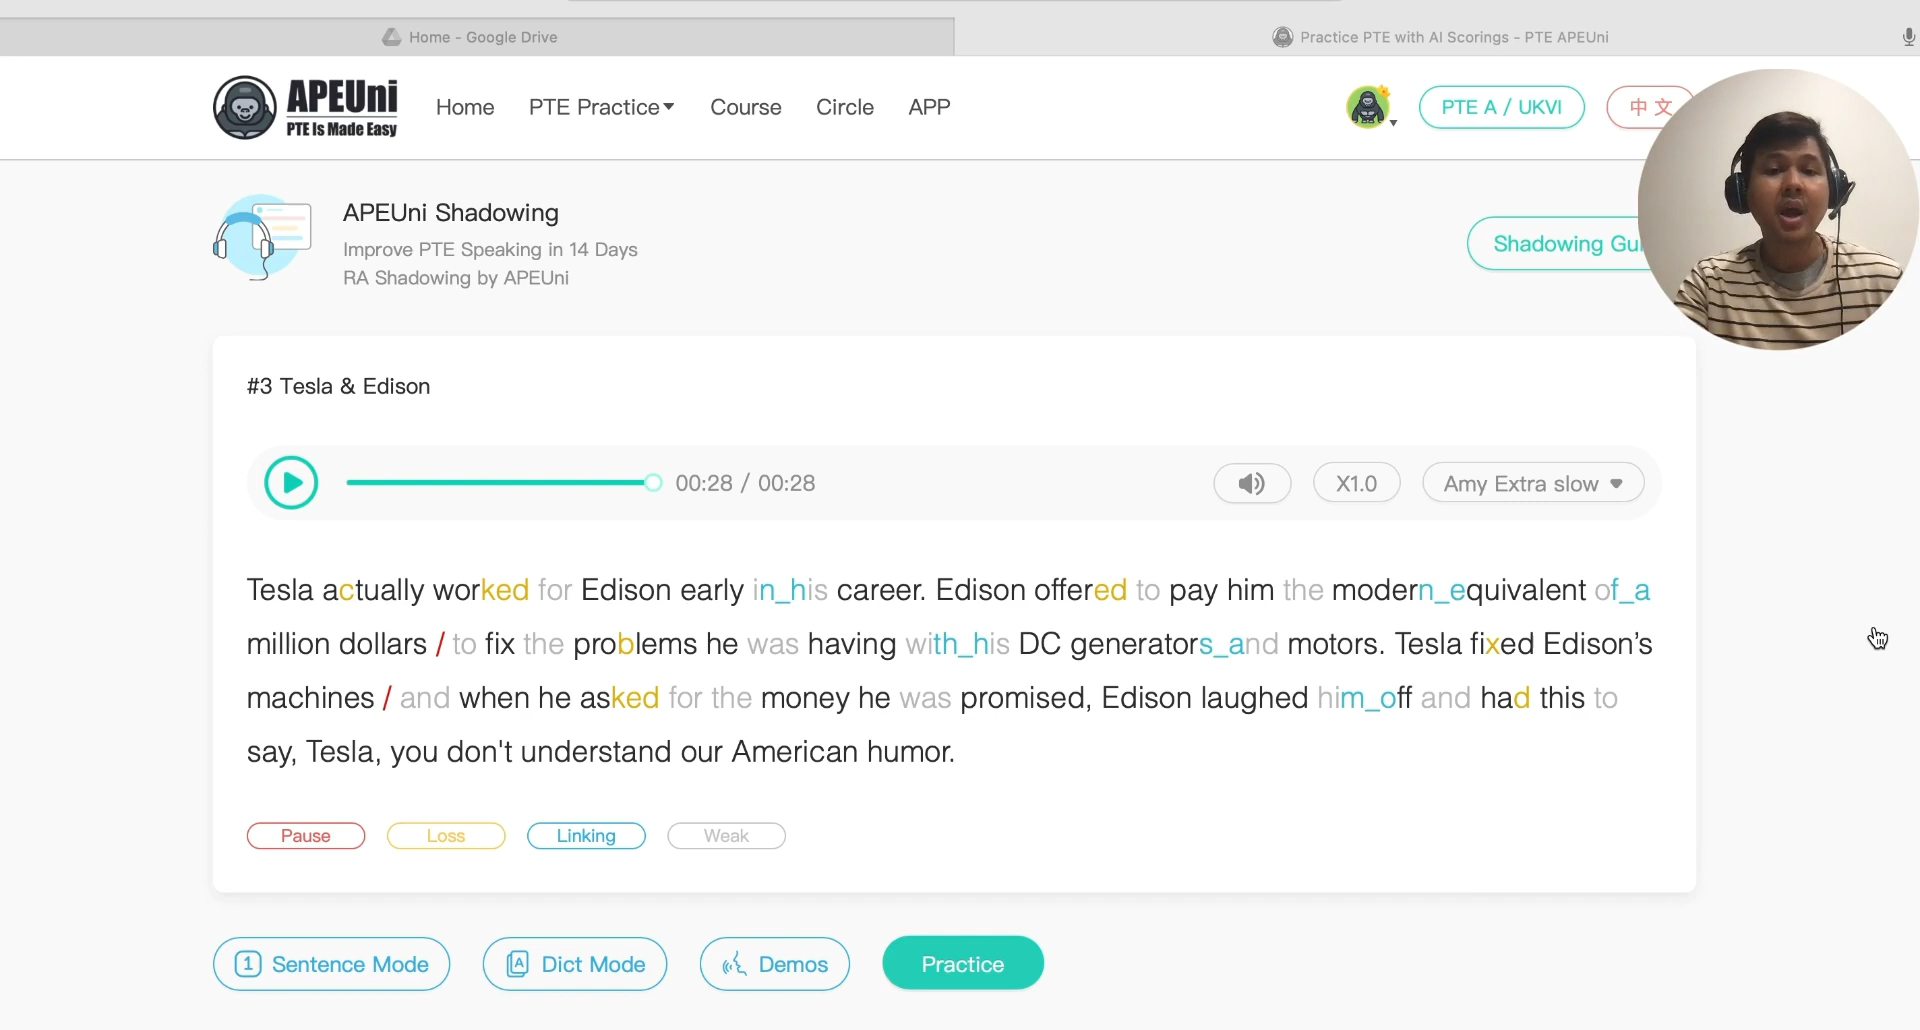 Home - Google Drive
Practice PTE with AI Scorings - PTE APEUni
APEUni
PTE Is Made Easy
Home PTE Practice Course Circle APP
PTE A / UKVI
中 文
APEUni Shadowing
Improve PTE Speaking in 14 Days
RA Shadowing by APEUni
Shadowing
#3 Tesla & Edison
00:28 / 00:28
X1.0
Amy Extra slow
Tesla actually worked for Edison early in_his career. Edison offered to pay him the modern_equivalent of_a
million dollars / to fix the problems he was having with_his DC generators_and motors. Tesla fixed Edison’s
machines / and when he asked for the money he was promised, Edison laughed him_off and had this to
say, Tesla, you don't understand our American humor.
Pause Loss Linking Weak
1 Sentence Mode
A Dict Mode
Demos
Practice